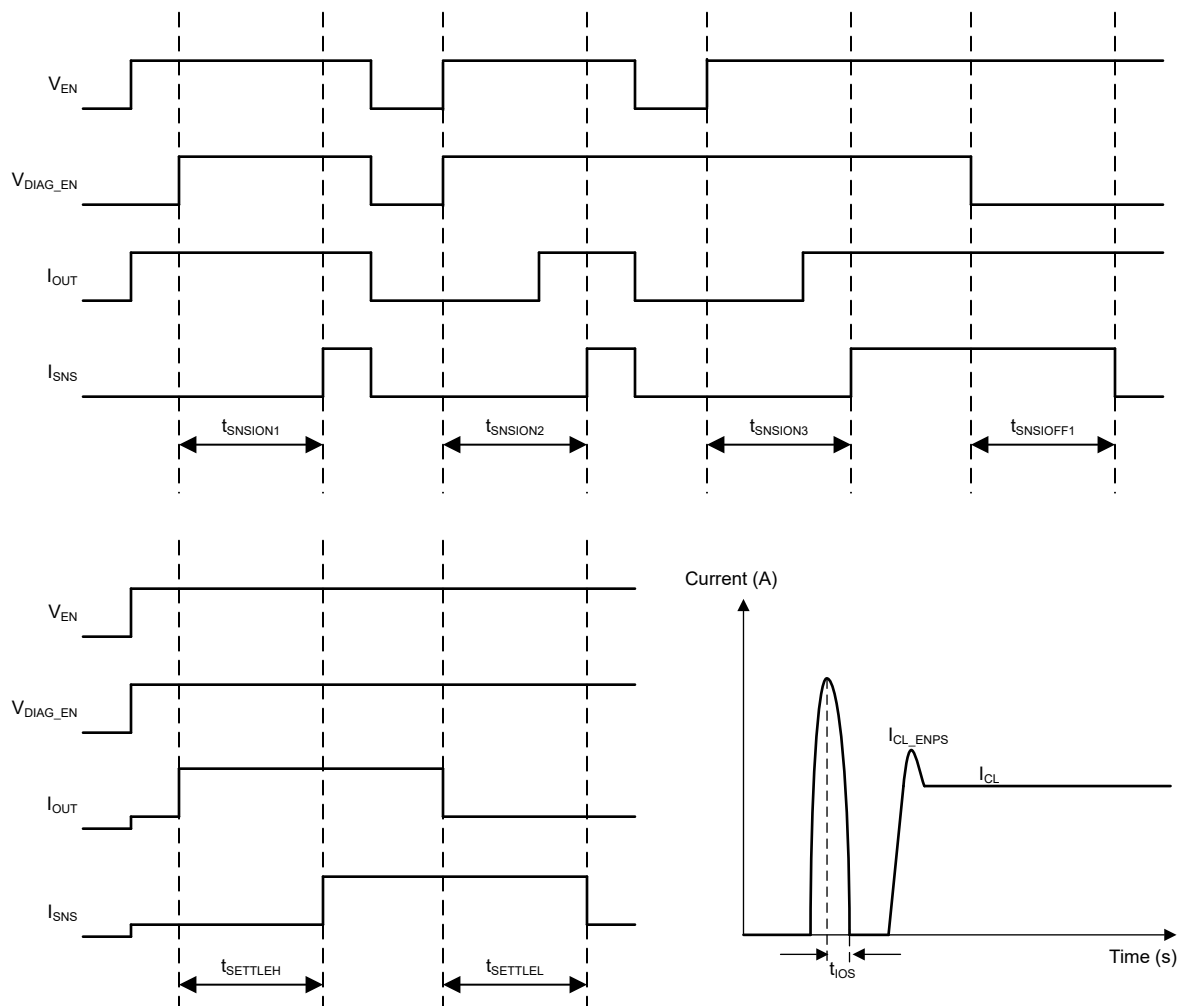 V_EN
V_DIAG_EN
I_OUT
I_SNS
t_SNSION1
t_SNSION2
t_SNSION3
t_SNSIOFF1
V_EN
V_DIAG_EN
I_OUT
I_SNS
t_SETTLEH
t_SETTLEL
Current (A)
I_CL_ENPS
I_CL
Time (s)
t_IOS